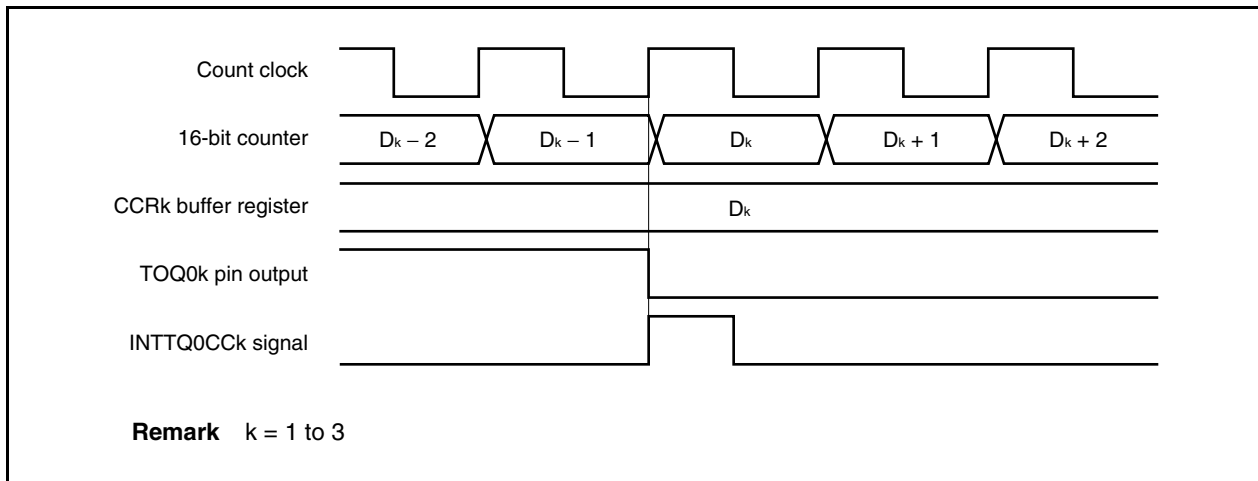 Count clock
16-bit counter Dk − 2 Dk − 1 Dk Dk + 1 Dk + 2
CCRk buffer register Dk
TOQ0k pin output
INTTQ0CCk signal
Remark k = 1 to 3